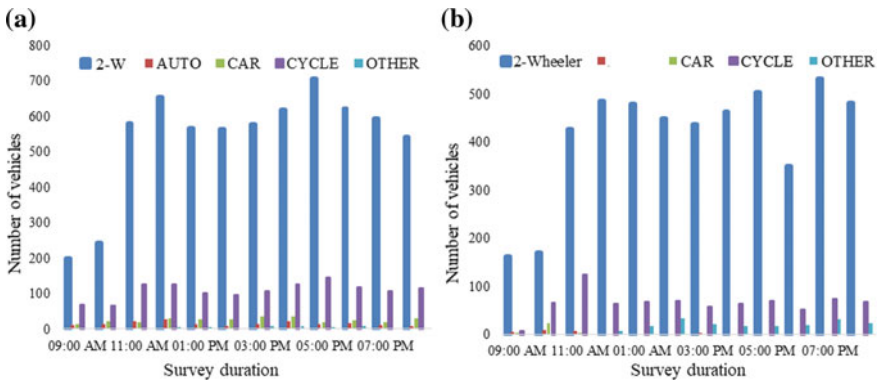 (a)
800
2-W AUTO CAR CYCLE OTHER
700
600
500
400
300
200
100
0
Number of vehicles
09:00 AM 11:00 AM 01:00 PM 03:00 PM 05:00 PM 07:00 PM
Survey duration
(b)
600
2-Wheeler . CAR CYCLE OTHER
500
400
300
200
100
0
Number of vehicles
09:00 AM 11:00 AM 01:00 AM 03:00 PM 05:00 PM 07:00 PM
Survey duration